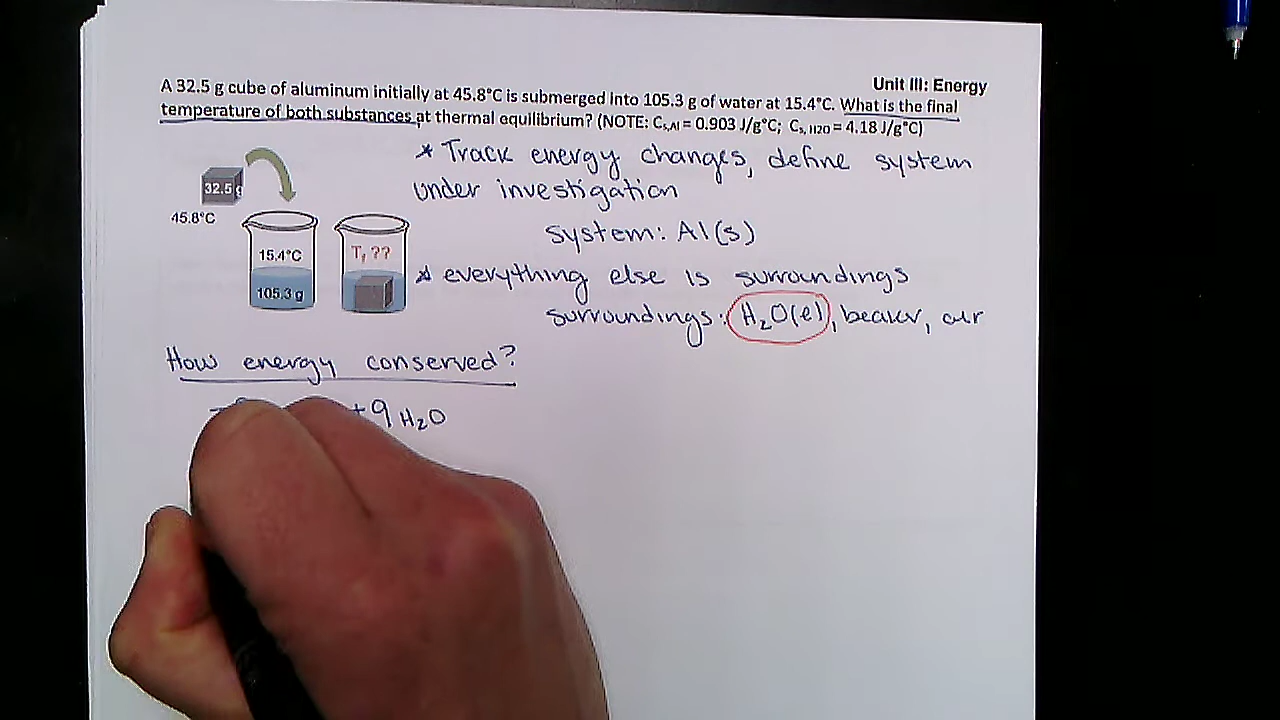 Unit III: Energy
A 32.5 g cube of aluminum initially at 45.8°C is submerged into 105.3 g of water at 15.4°C. What is the final
temperature of both substances at thermal equilibrium? (NOTE: Cs,Al = 0.903 J/g°C; Cs, H2O = 4.18 J/g°C)
* Track energy changes, define system
under investigation
32.5 g
45.8°C
system: Al(s)
15.4°C
Tf ??
* everything else is surroundings
105.3 g
surroundings: H2O(l), beaker, air
How energy conserved?
+q H2O